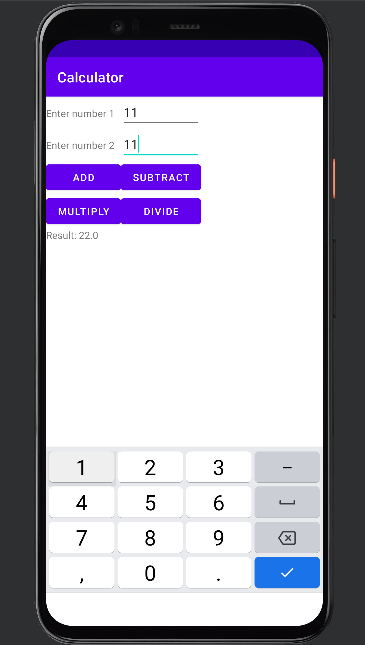 Calculator
Enter number 1 11
Enter number 2 11
ADD SUBTRACT
MULTIPLY DIVIDE
Result: 22.0
1 2 3 –
4 5 6
7 8 9
, 0 .